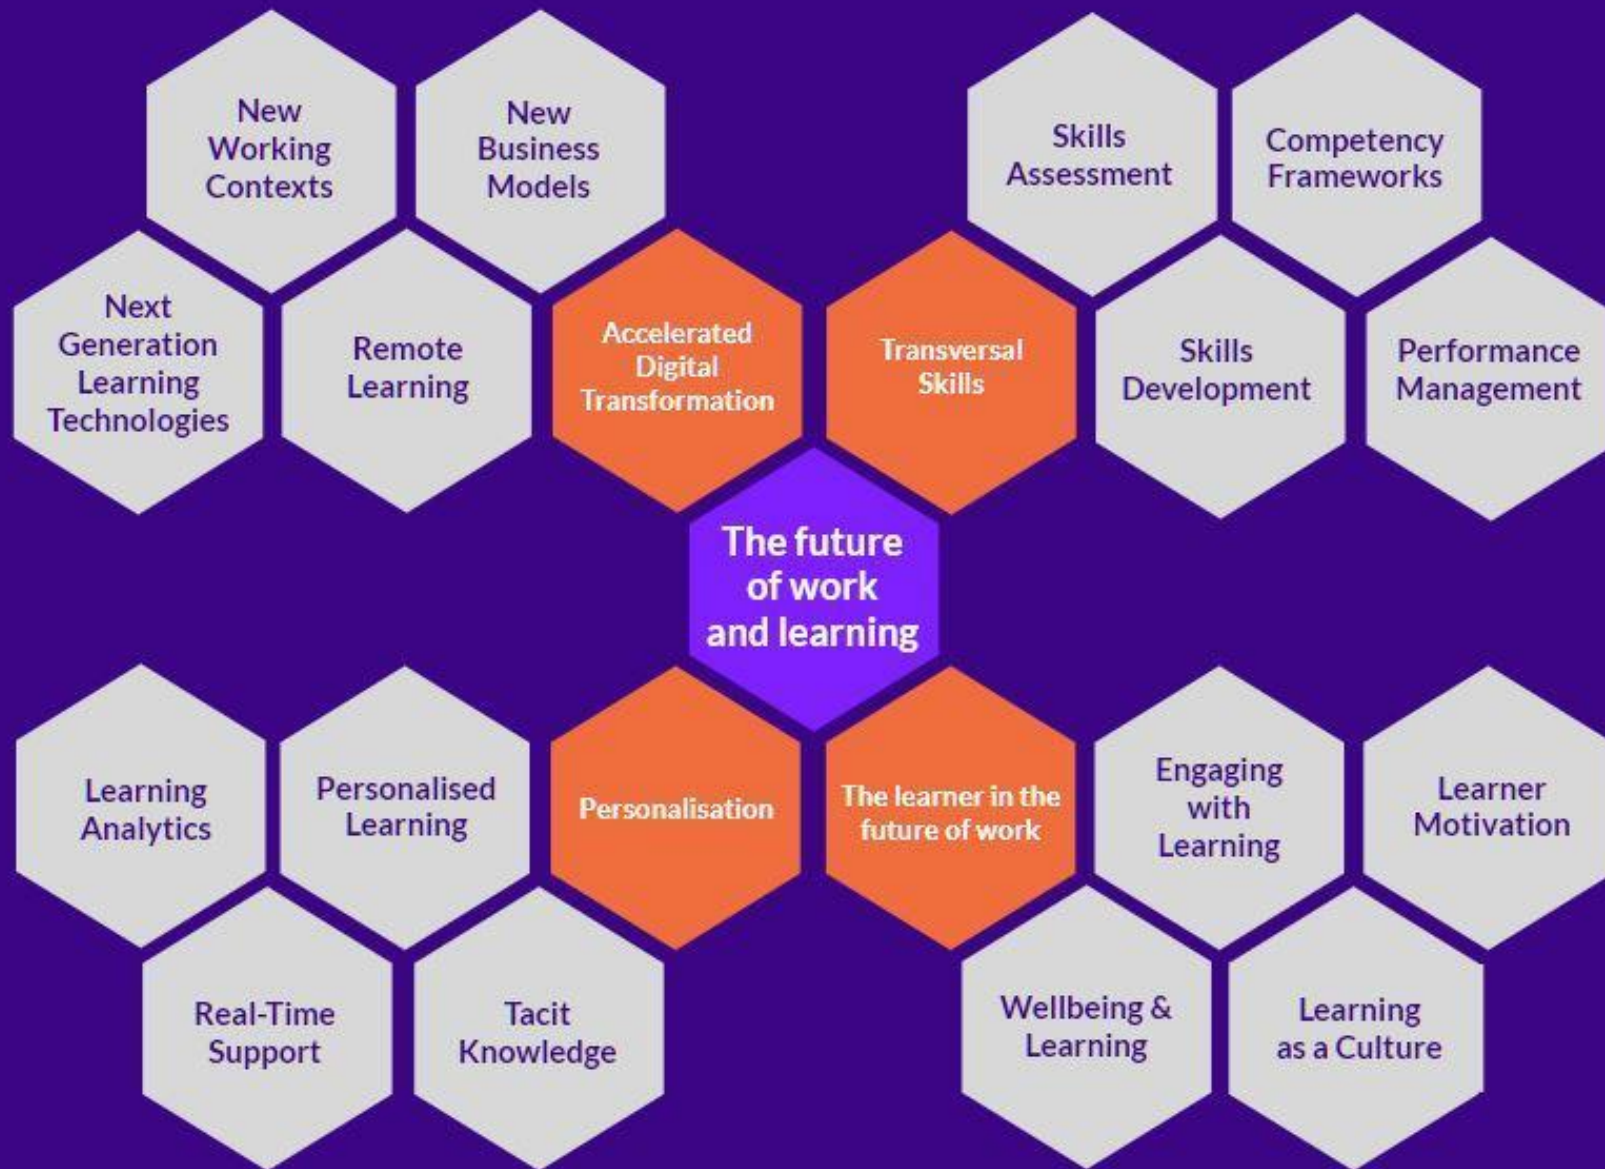 New
Working
Contexts
New
Business
Models
Skills
Assessment
Competency
Frameworks
Next
Generation
Learning
Technologies
Remote
Learning
Accelerated
Digital
Transformation
Transversal
Skills
Skills
Development
Performance
Management
The future
of work
and learning
Learning
Analytics
Personalised
Learning
Personalisation
The learner in the
future of work
Engaging
with
Learning
Learner
Motivation
Real-Time
Support
Tacit
Knowledge
Wellbeing &
Learning
Learning
as a Culture